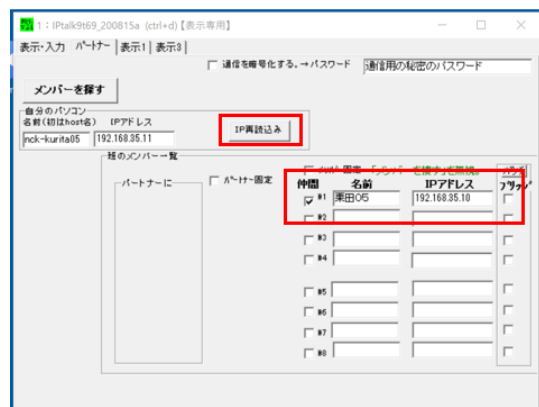 1：IPtalk9t69_200815a (ctrl+d)【表示専用】
表示・入力 パートナー 表示1 表示3
通信を暗号化する。→パスワード 通信用の秘密のパスワード
メンバーを探す
自分のパソコン
名前(初はhost名) IPアドレス
nck-kurita05 192.168.35.11
IP再読込み
班のメンバー一覧
パートナーに
パートナー固定
仲間 名前 IPアドレス ブリッジ
#1 栗田05 192.168.35.10
#2
#3
#4
#5
#6
#7
#8